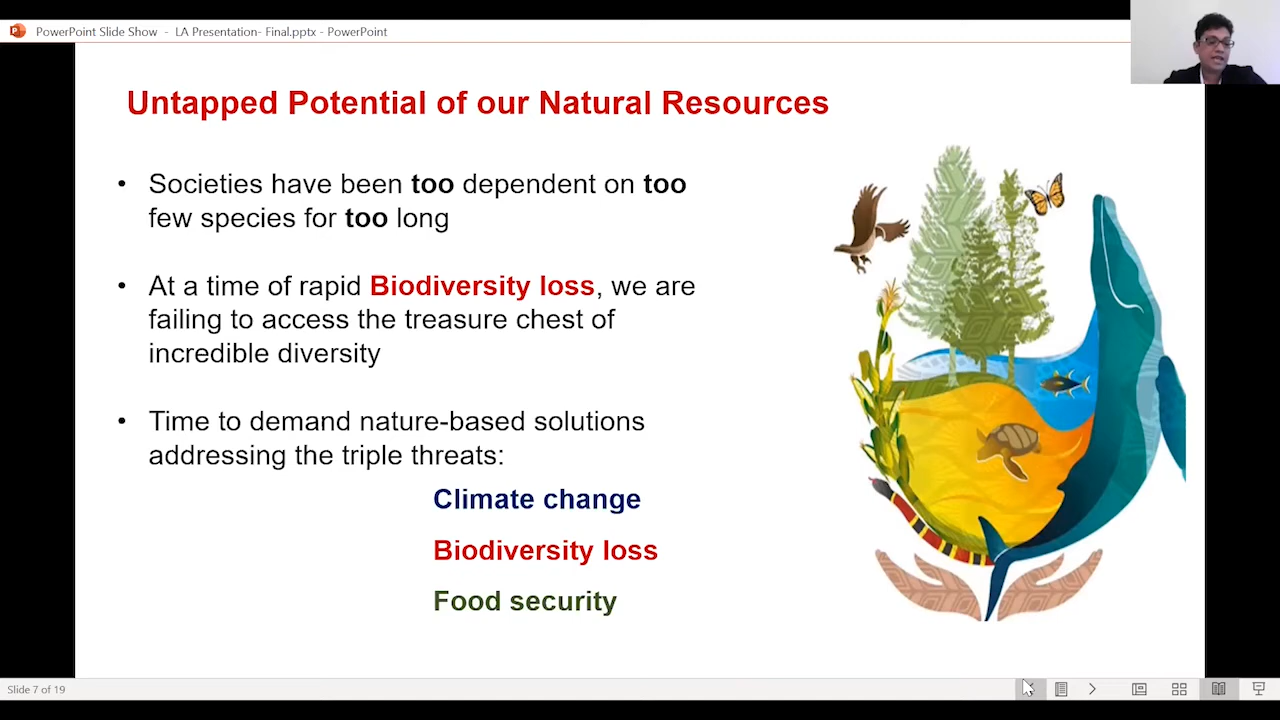 PowerPoint Slide Show - LA Presentation- Final.pptx - PowerPoint
Untapped Potential of our Natural Resources
• Societies have been too dependent on too
few species for too long
• At a time of rapid Biodiversity loss, we are
failing to access the treasure chest of
incredible diversity
• Time to demand nature-based solutions
addressing the triple threats:
Climate change
Biodiversity loss
Food security
Slide 7 of 19